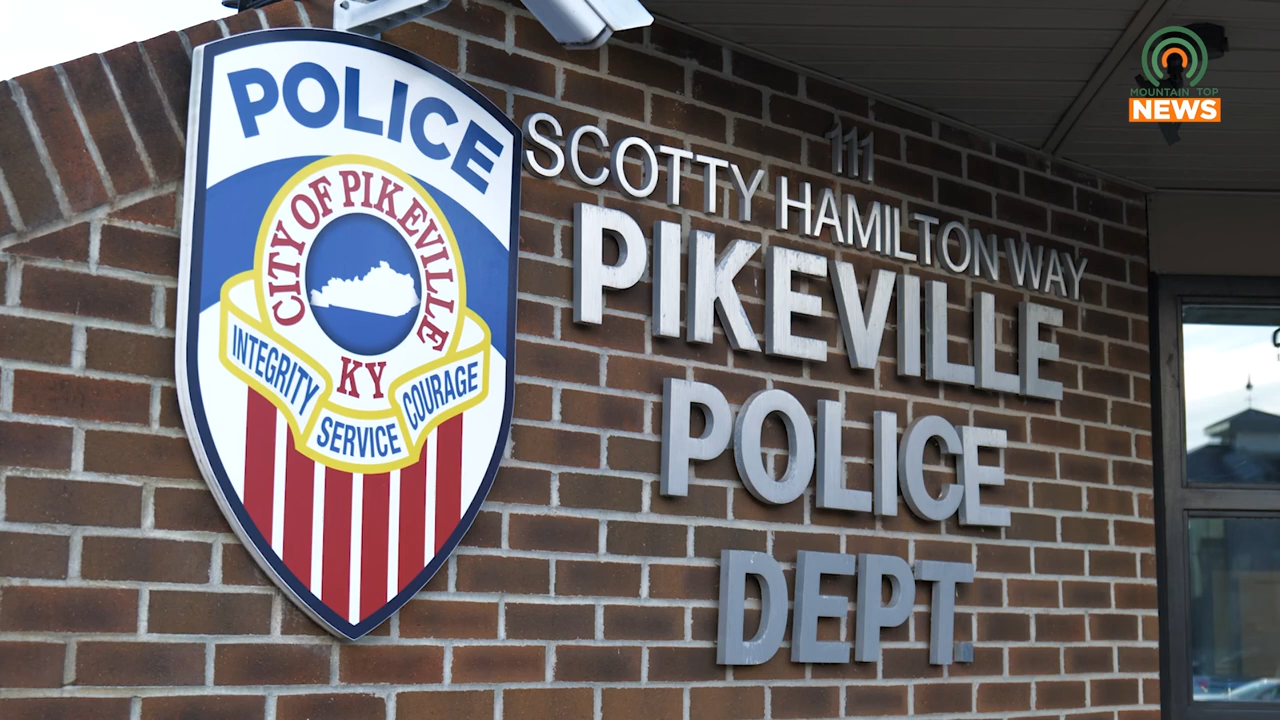 POLICE
CITY OF PIKEVILLE
KY
INTEGRITY
SERVICE
COURAGE
111
SCOTTY HAMILTON WAY
PIKEVILLE
POLICE
DEPT.
MOUNTAIN TOP
NEWS